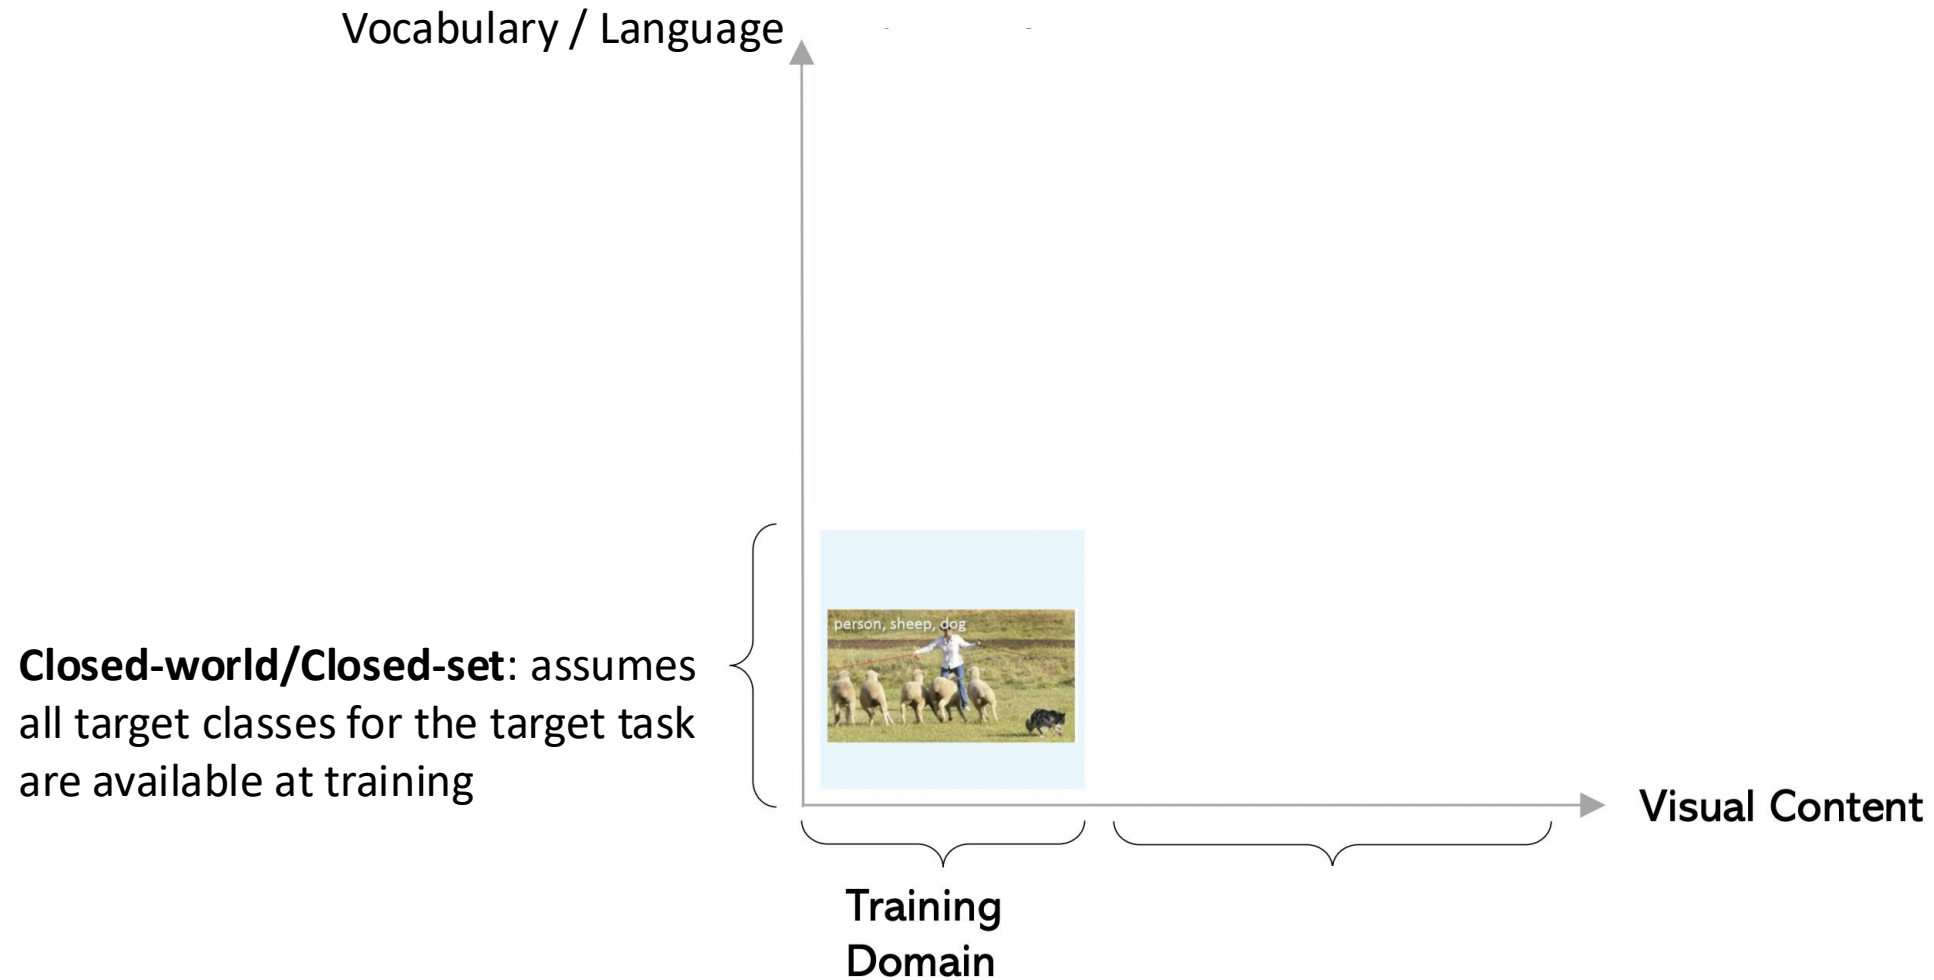 Vocabulary / Language
person, sheep, dog
Closed-world/Closed-set: assumes
all target classes for the target task
are available at training
Visual Content
Training
Domain